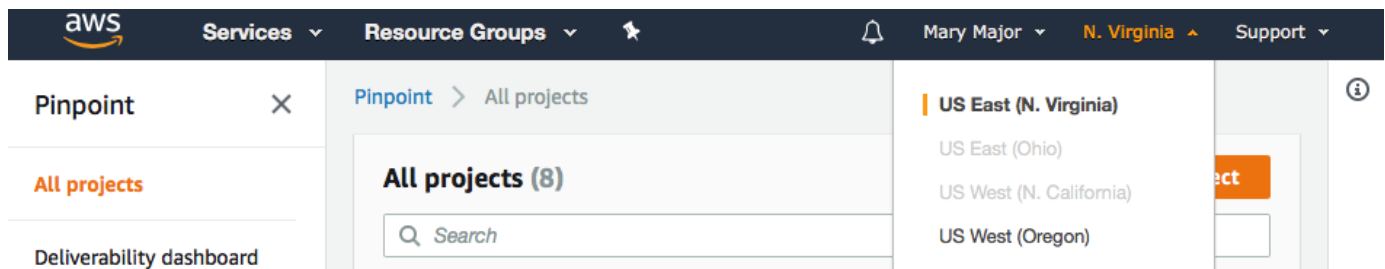 aws Services Resource Groups Mary Major N. Virginia Support
Pinpoint
Pinpoint > All projects
US East (N. Virginia)
US East (Ohio)
All projects
All projects (8)
US West (N. California)
Search
US West (Oregon)
Deliverability dashboard